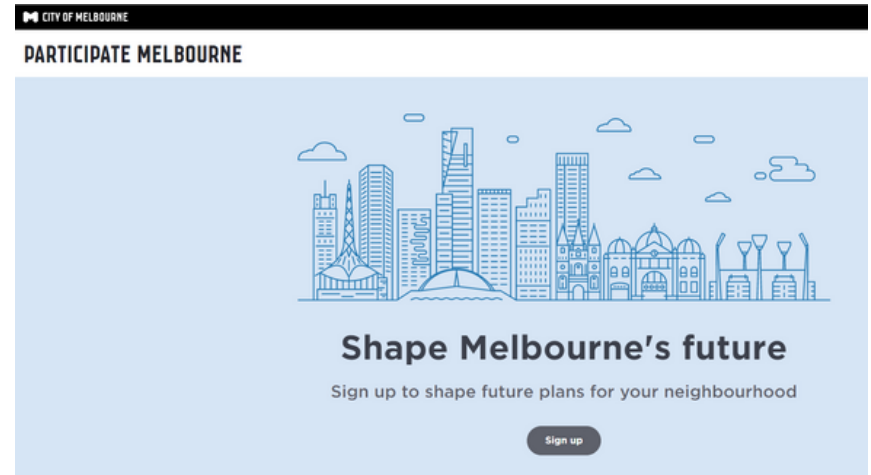 CITY OF MELBOURNE
PARTICIPATE MELBOURNE
Shape Melbourne's future
Sign up to shape future plans for your neighbourhood
Sign up